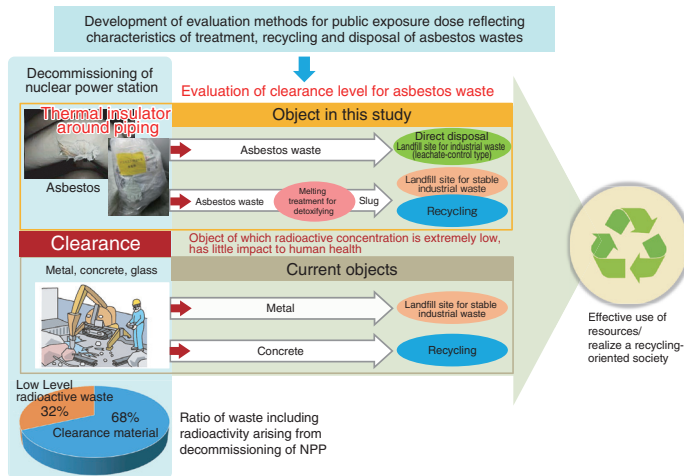 Development of evaluation methods for public exposure dose reflecting
characteristics of treatment, recycling and disposal of asbestos wastes
Decommissioning of
nuclear power station
Evaluation of clearance level for asbestos waste
Thermal insulator
around piping
Object in this study
Asbestos
Asbestos waste
Direct disposal
Landfill site for industrial waste
(leachate-control type)
Asbestos waste
Melting
treatment for
detoxifying
Slug
Landfill site for stable
industrial waste
Recycling
Clearance
Object of which radioactive concentration is extremely low,
has little impact to human health
Metal, concrete, glass
Current objects
Metal
Landfill site for stable
industrial waste
Concrete
Recycling
Effective use of
resources/
realize a recycling-
oriented society
Low Level
radioactive waste
32%
68%
Clearance material
Ratio of waste including
radioactivity arising from
decommissioning of NPP